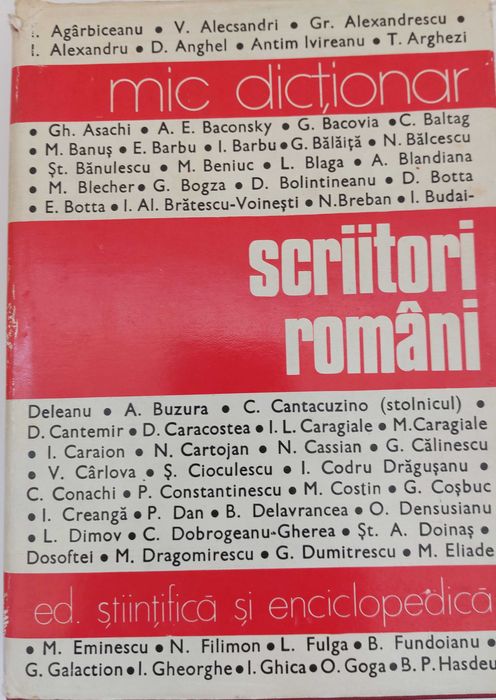 I. Agârbiceanu • V. Alecsandri • Gr. Alexandrescu •
I. Alexandru • D. Anghel • Antim Ivireanu • T. Arghezi
mic dicționar
• Gh. Asachi • A. E. Baconsky • G. Bacovia • C. Baltag
• M. Banuș • E. Barbu • I. Barbu • G. Bălăiță • N. Bălcescu
• Șt. Bănulescu • M. Beniuc • L. Blaga • A. Blandiana
• M. Blecher • G. Bogza • D. Bolintineanu • D. Botta
• E. Botta • I. Al. Brătescu-Voinești • N. Breban • I. Budai-
scriitori
români
Deleanu • A. Buzura • C. Cantacuzino (stolnicul) •
D. Cantemir • D. Caracostea • I. L. Caragiale • M. Caragiale
• I. Caraion • N. Cartojan • N. Cassian • G. Călinescu
• V. Cârlova • Ș. Cioculescu • I. Codru Drăgușanu •
C. Conachi • P. Constantinescu • M. Costin • G. Coșbuc
• I. Creangă • P. Dan • B. Delavrancea • O. Densusianu
• L. Dimov • C. Dobrogeanu-Gherea • Șt. A. Doinaș •
Dosoftei • M. Dragomirescu • G. Dumitrescu • M. Eliade
ed. științifică și enciclopedică
• M. Eminescu • N. Filimon • L. Fulga • B. Fundoianu •
G. Galaction • I. Gheorghe • I. Ghica • O. Goga • B. P. Hasdeu